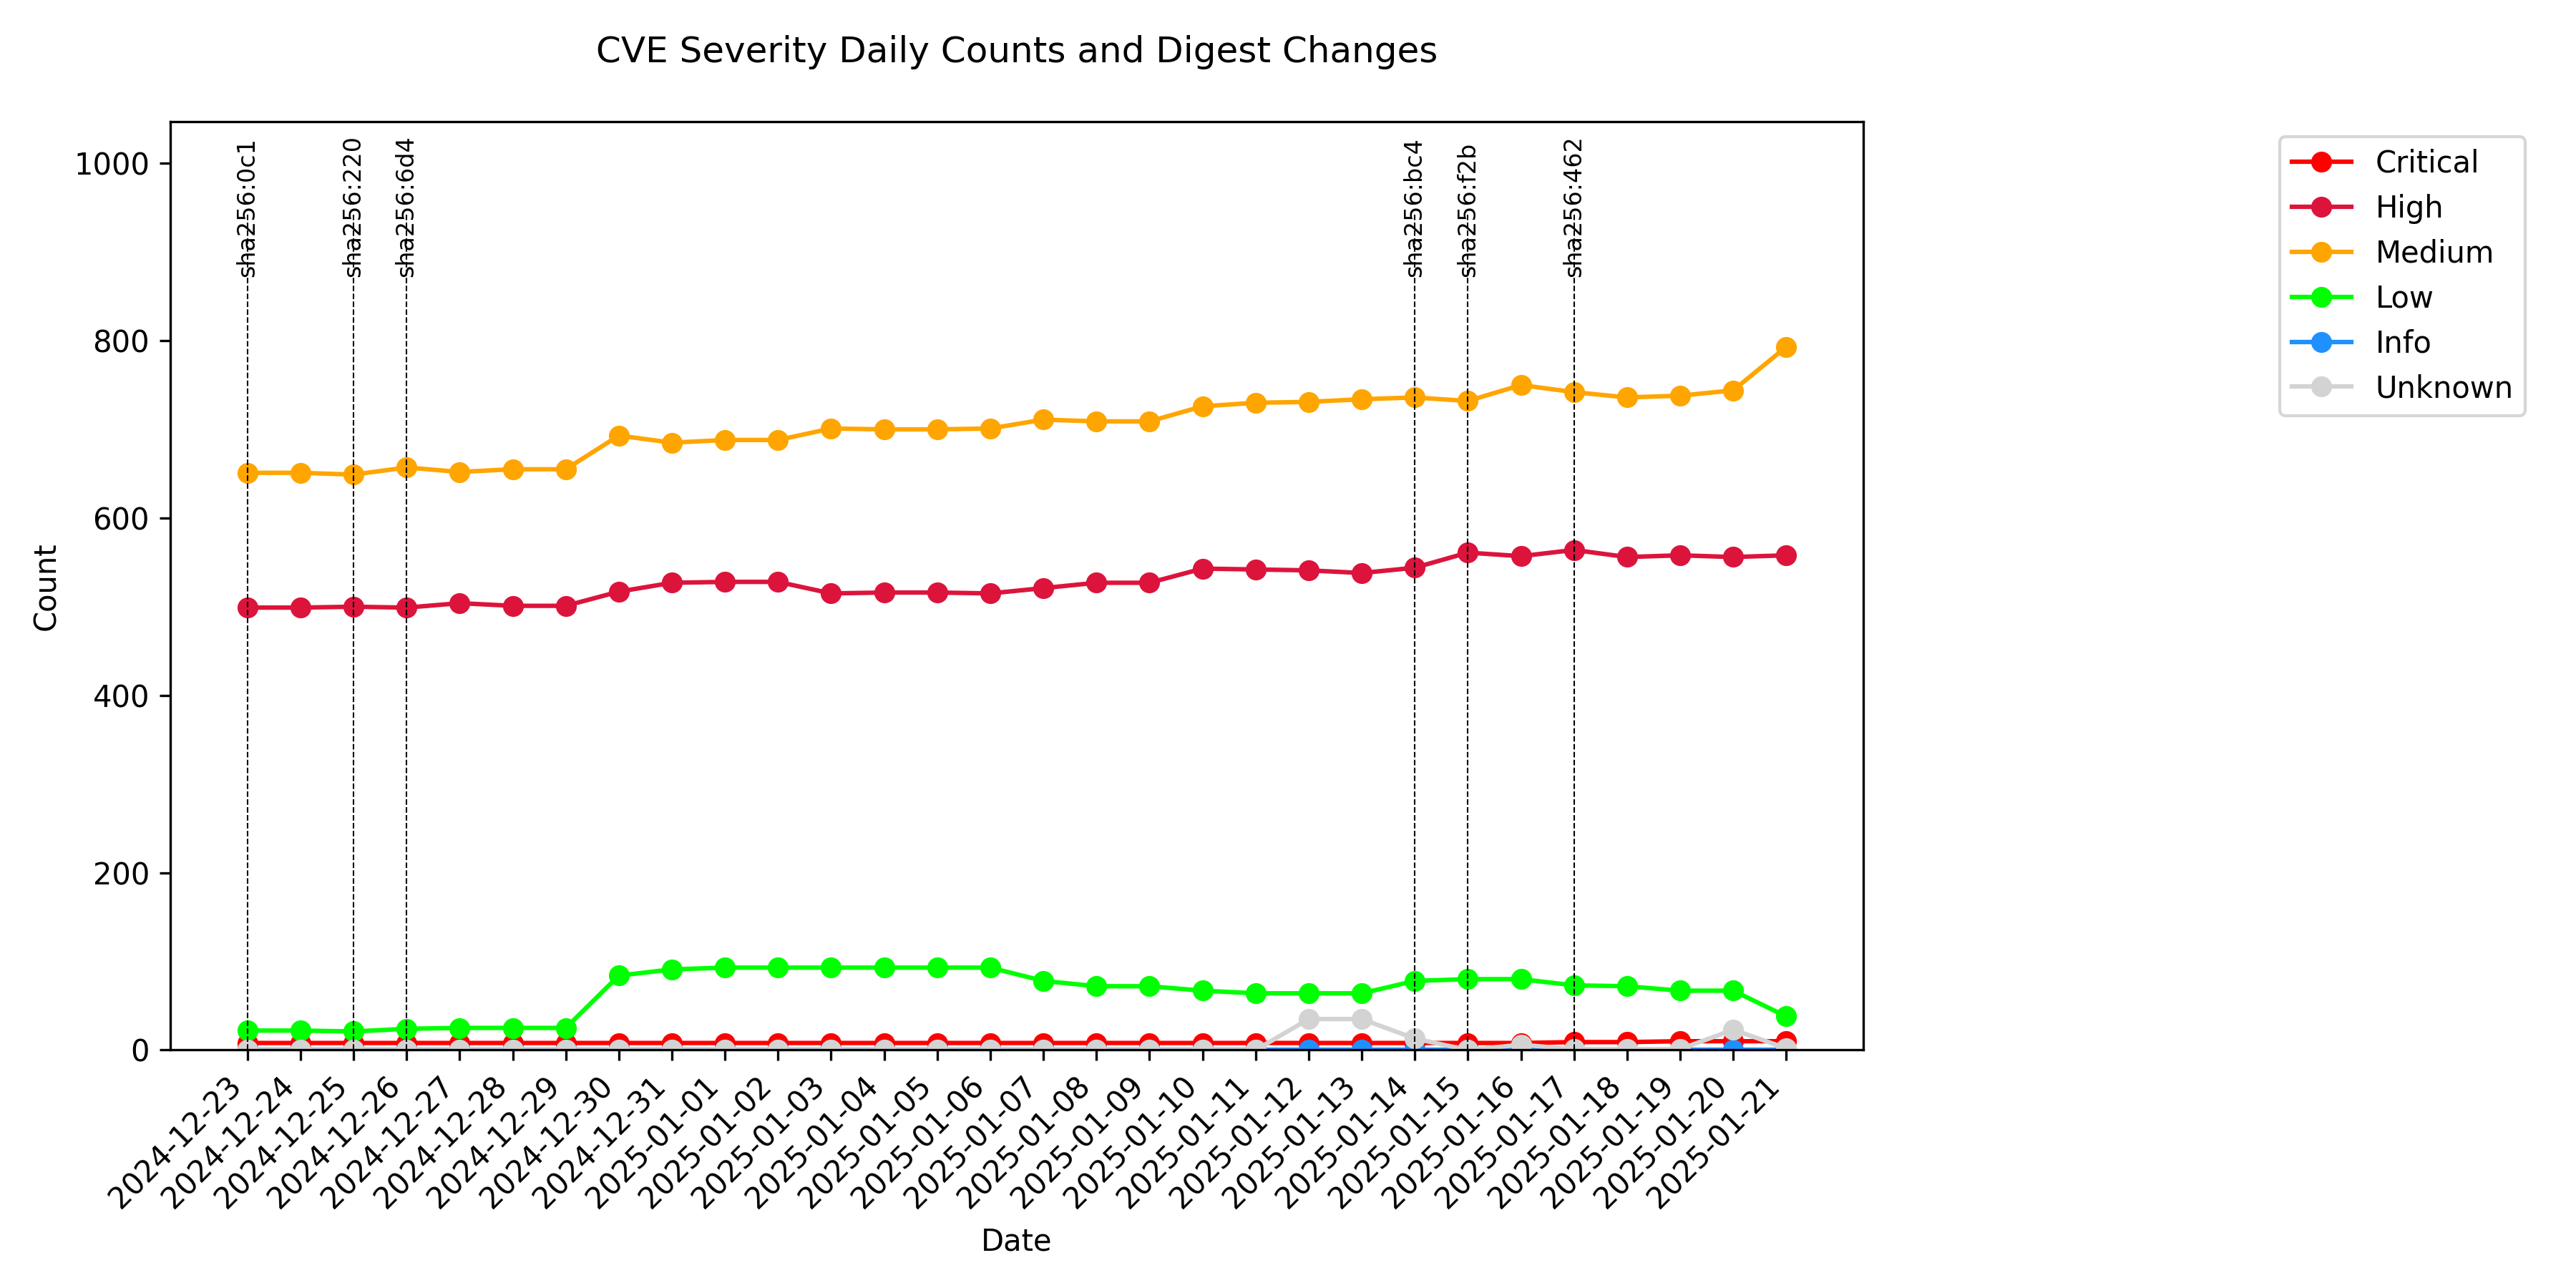 CVE Severity Daily Counts and Digest Changes
1000
800
600
400
200
0
Count
sha256:0c1
sha256:220
sha256:6d4
sha256:bc4
sha256:f2b
sha256:462
Critical
High
Medium
Low
Info
Unknown
2024-12-23
2024-12-24
2024-12-25
2024-12-26
2024-12-27
2024-12-28
2024-12-29
2024-12-30
2024-12-31
2025-01-01
2025-01-02
2025-01-03
2025-01-04
2025-01-05
2025-01-06
2025-01-07
2025-01-08
2025-01-09
2025-01-10
2025-01-11
2025-01-12
2025-01-13
2025-01-14
2025-01-15
2025-01-16
2025-01-17
2025-01-18
2025-01-19
2025-01-20
2025-01-21
Date